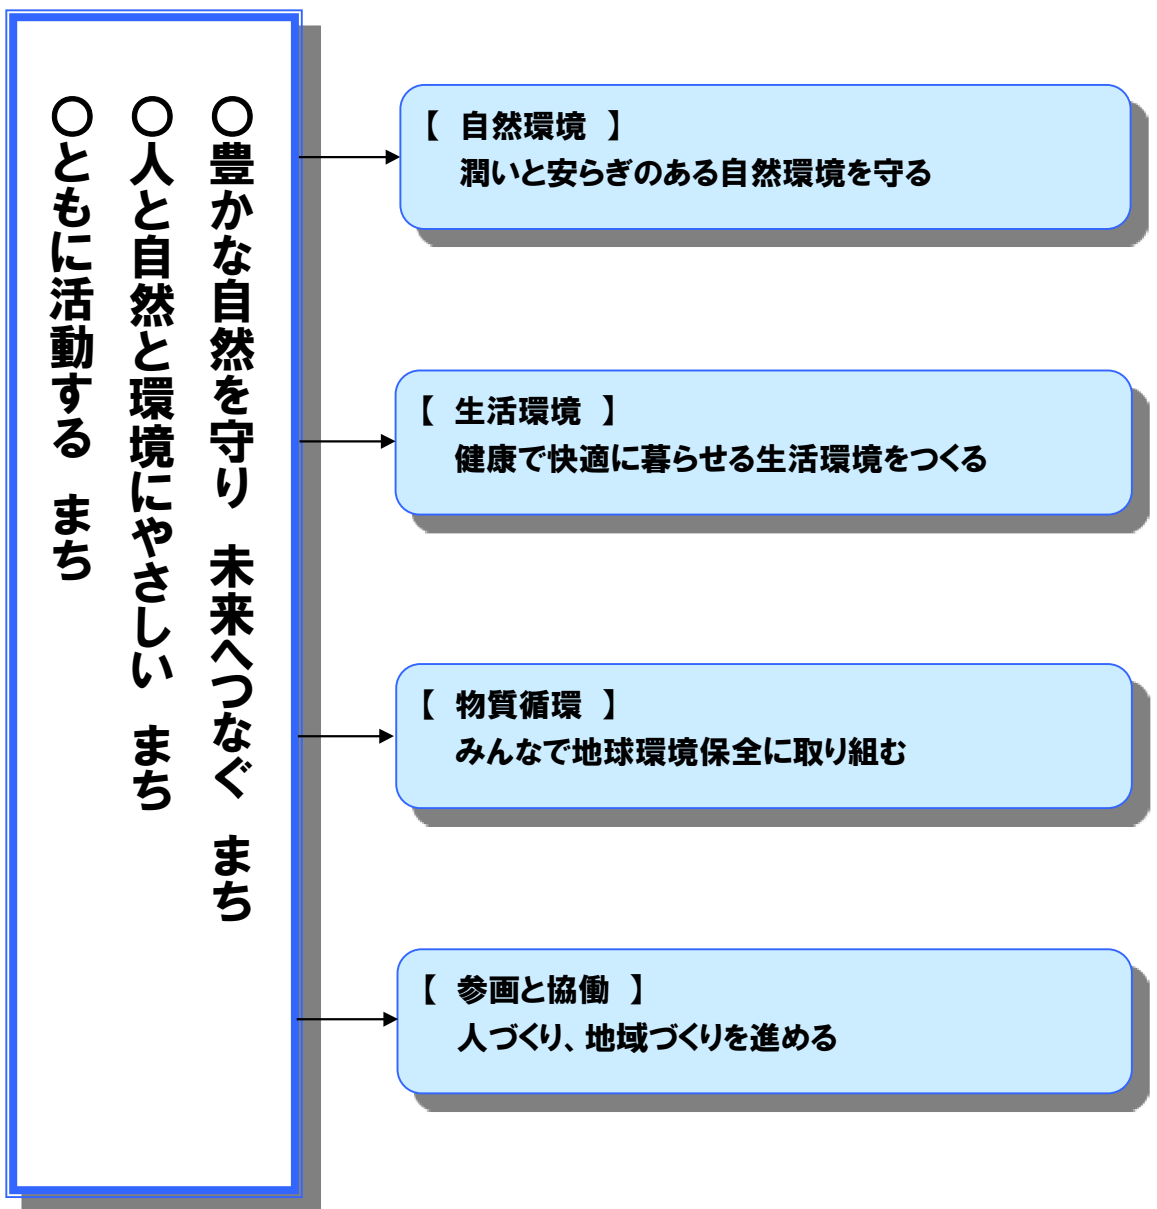 〇豊かな自然を守り　未来へつなぐ　まち
〇人と自然と環境にやさしい　まち
〇ともに活動する　まち
【　自然環境　】
潤いと安らぎのある自然環境を守る
【　生活環境　】
健康で快適に暮らせる生活環境をつくる
【　物質循環　】
みんなで地球環境保全に取り組む
【　参画と協働　】
人づくり、地域づくりを進める